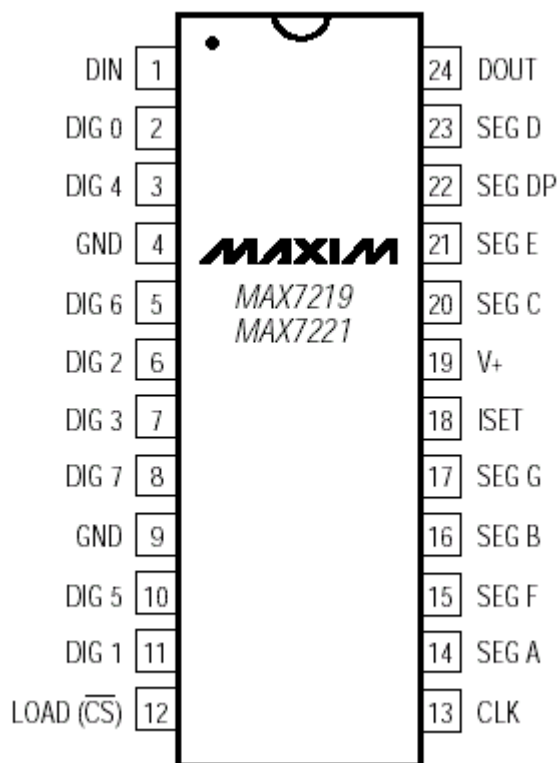 DIN 1
DIG 0 2
DIG 4 3
GND 4
DIG 6 5
DIG 2 6
DIG 3 7
DIG 7 8
GND 9
DIG 5 10
DIG 1 11
LOAD (C̅S̅) 12
MAXIM
MAX7219
MAX7221
24 DOUT
23 SEG D
22 SEG DP
21 SEG E
20 SEG C
19 V+
18 ISET
17 SEG G
16 SEG B
15 SEG F
14 SEG A
13 CLK